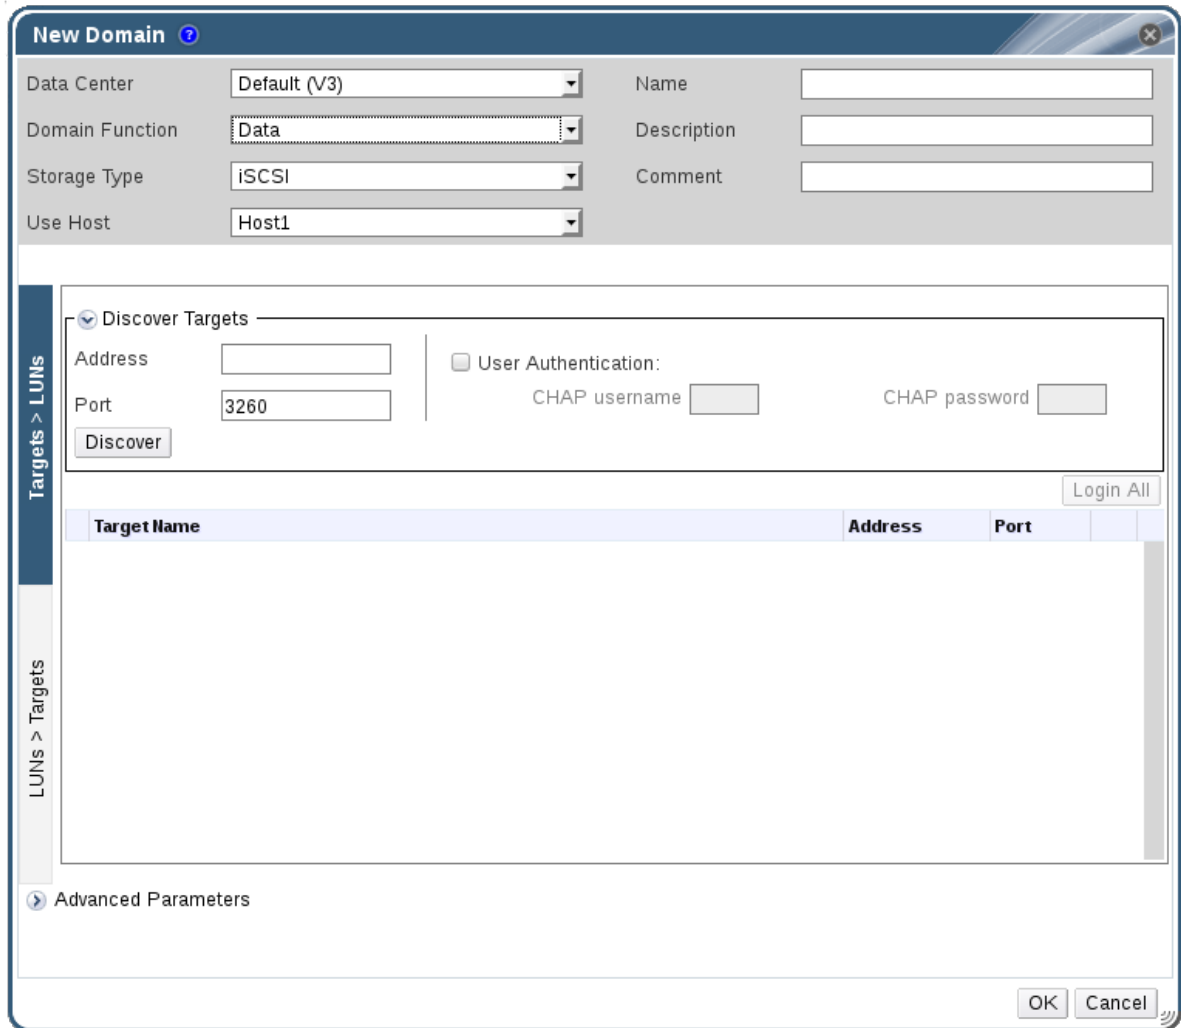 New Domain ?
Data Center Default (V3) Name
Domain Function Data Description
Storage Type iSCSI Comment
Use Host Host1
Targets > LUNs
Discover Targets
Address
User Authentication:
Port 3260 CHAP username CHAP password
Discover
Login All
Target Name Address Port
LUNs > Targets
Advanced Parameters
OK Cancel